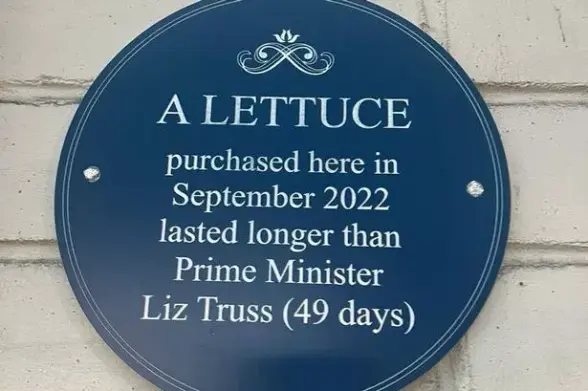 A LETTUCE
purchased here in
September 2022
lasted longer than
Prime Minister
Liz Truss (49 days)